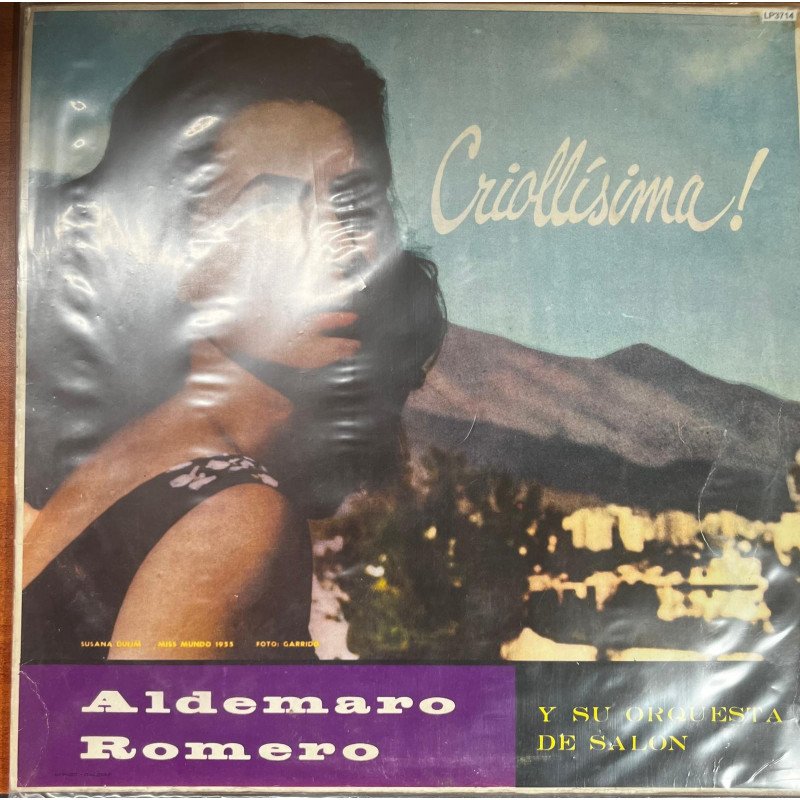 LP3714
Criollísima!
SUSANA DUIJM MISS MUNDO 1955 FOTO: GARRIDO
Aldemaro
Romero
Y SU ORQUESTA
DE SALON